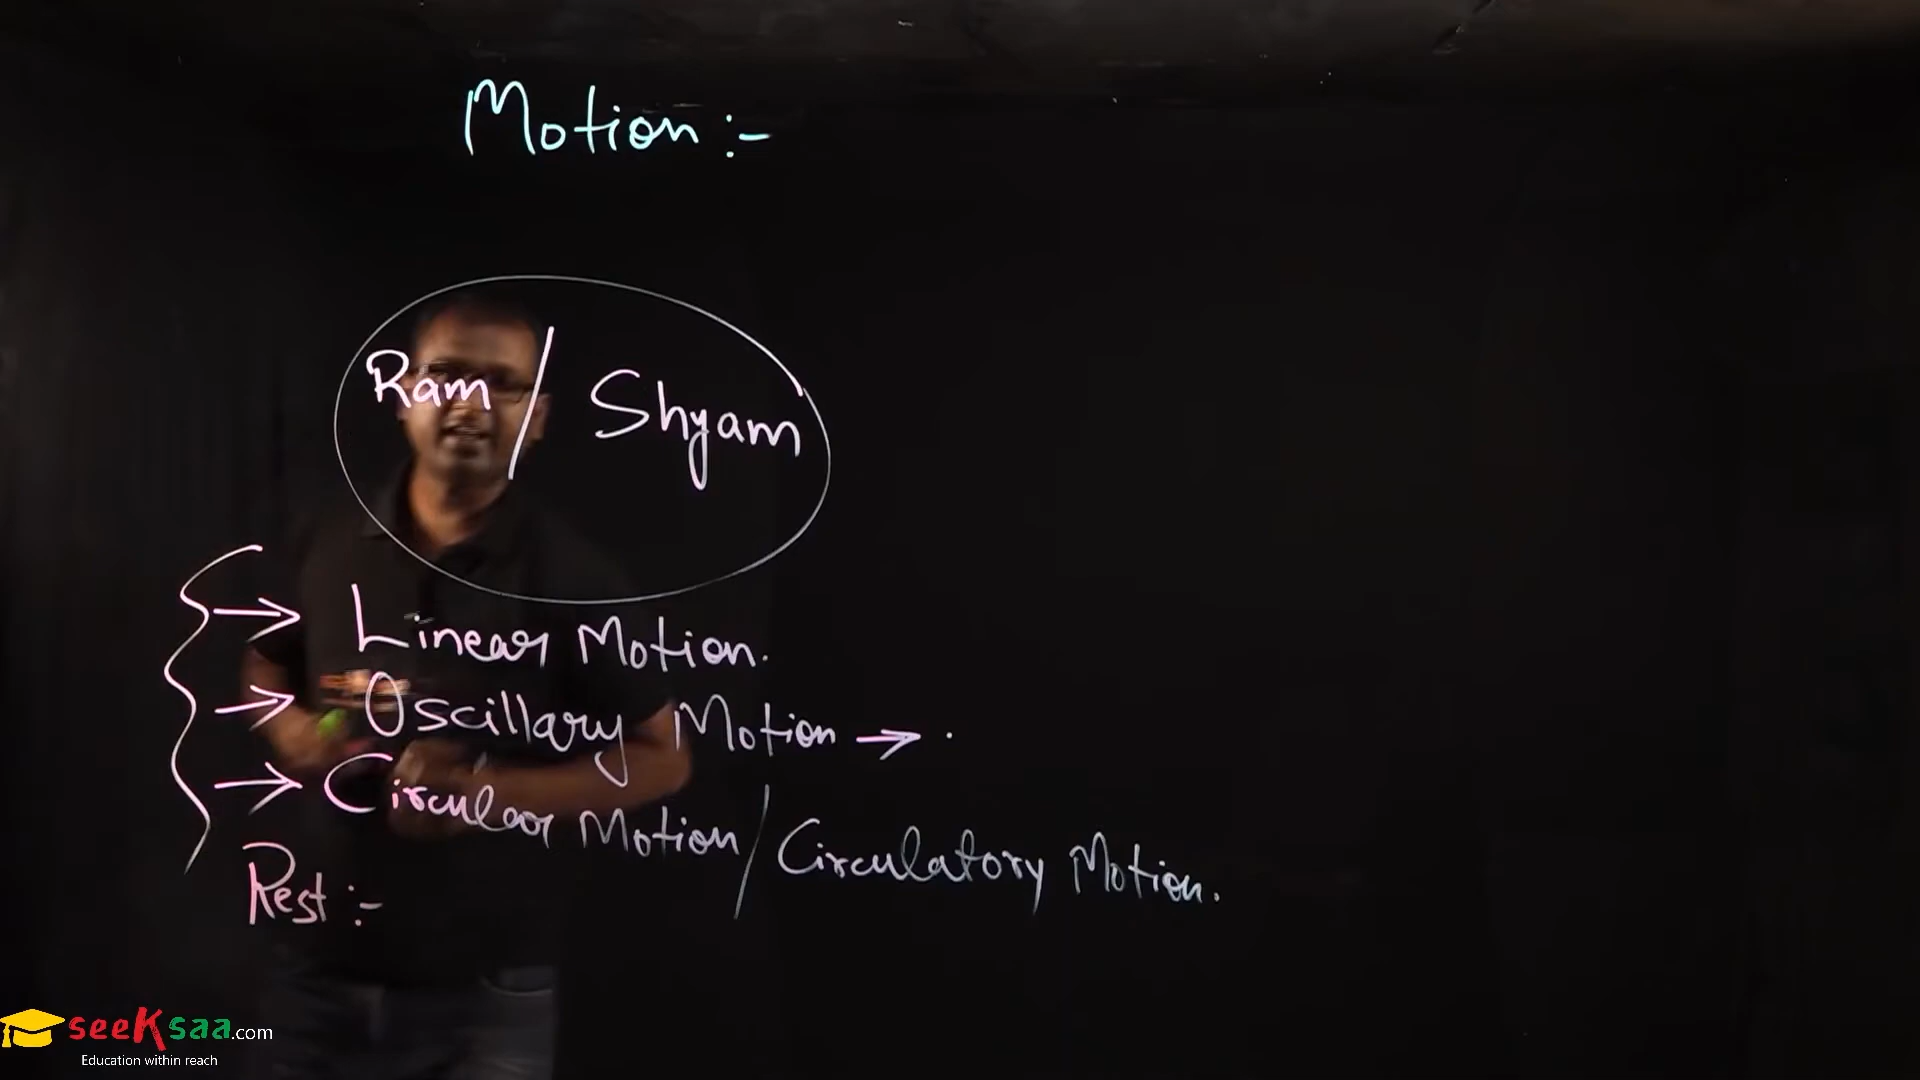 Motion :-
Ram / Shyam
→ Linear Motion.
→ Oscillary Motion → .
→ Circular Motion / Circulatory Motion.
Rest :-
seeKsaa.com
Education within reach